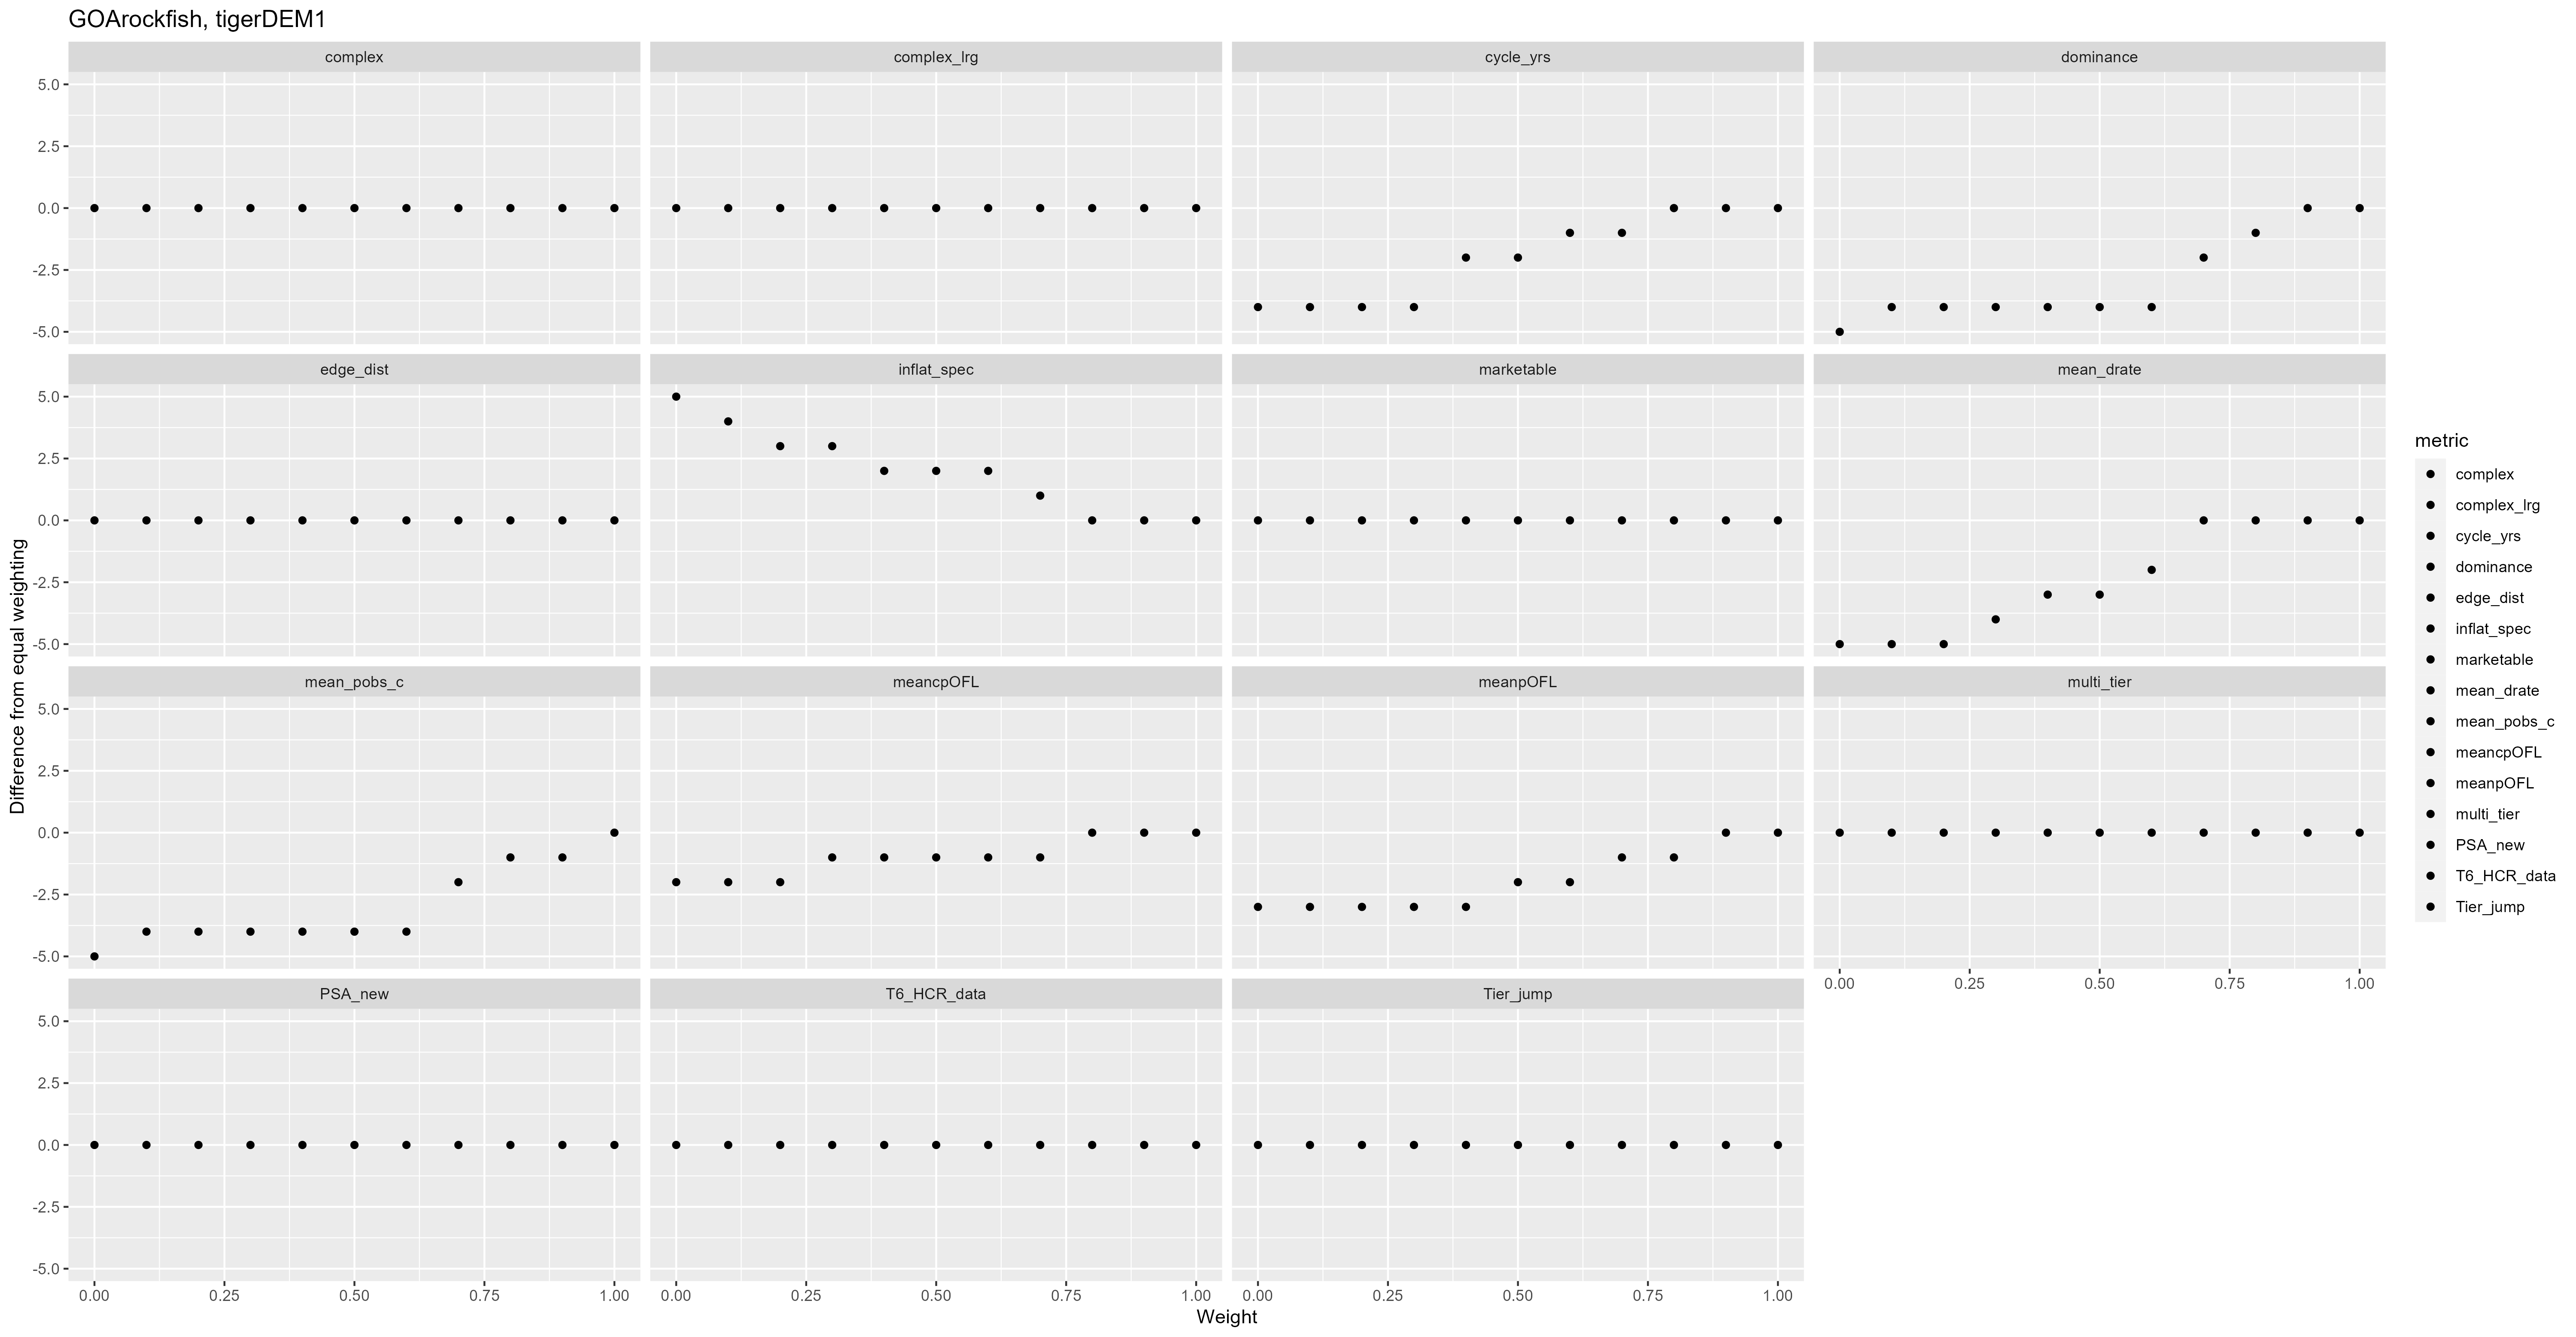 GOArockfish, tigerDEM1
complex
complex_lrg
cycle_yrs
dominance
5.0
2.5
0.0
-2.5
-5.0
edge_dist
inflat_spec
marketable
mean_drate
5.0
2.5
0.0
-2.5
-5.0
mean_pobs_c
meancpOFL
meanpOFL
multi_tier
5.0
2.5
0.0
-2.5
-5.0
0.00 0.25 0.50 0.75 1.00
PSA_new
T6_HCR_data
Tier_jump
5.0
2.5
0.0
-2.5
-5.0
0.00 0.25 0.50 0.75 1.00
0.00 0.25 0.50 0.75 1.00
0.00 0.25 0.50 0.75 1.00
Weight
Difference from equal weighting
metric
complex
complex_lrg
cycle_yrs
dominance
edge_dist
inflat_spec
marketable
mean_drate
mean_pobs_c
meancpOFL
meanpOFL
multi_tier
PSA_new
T6_HCR_data
Tier_jump